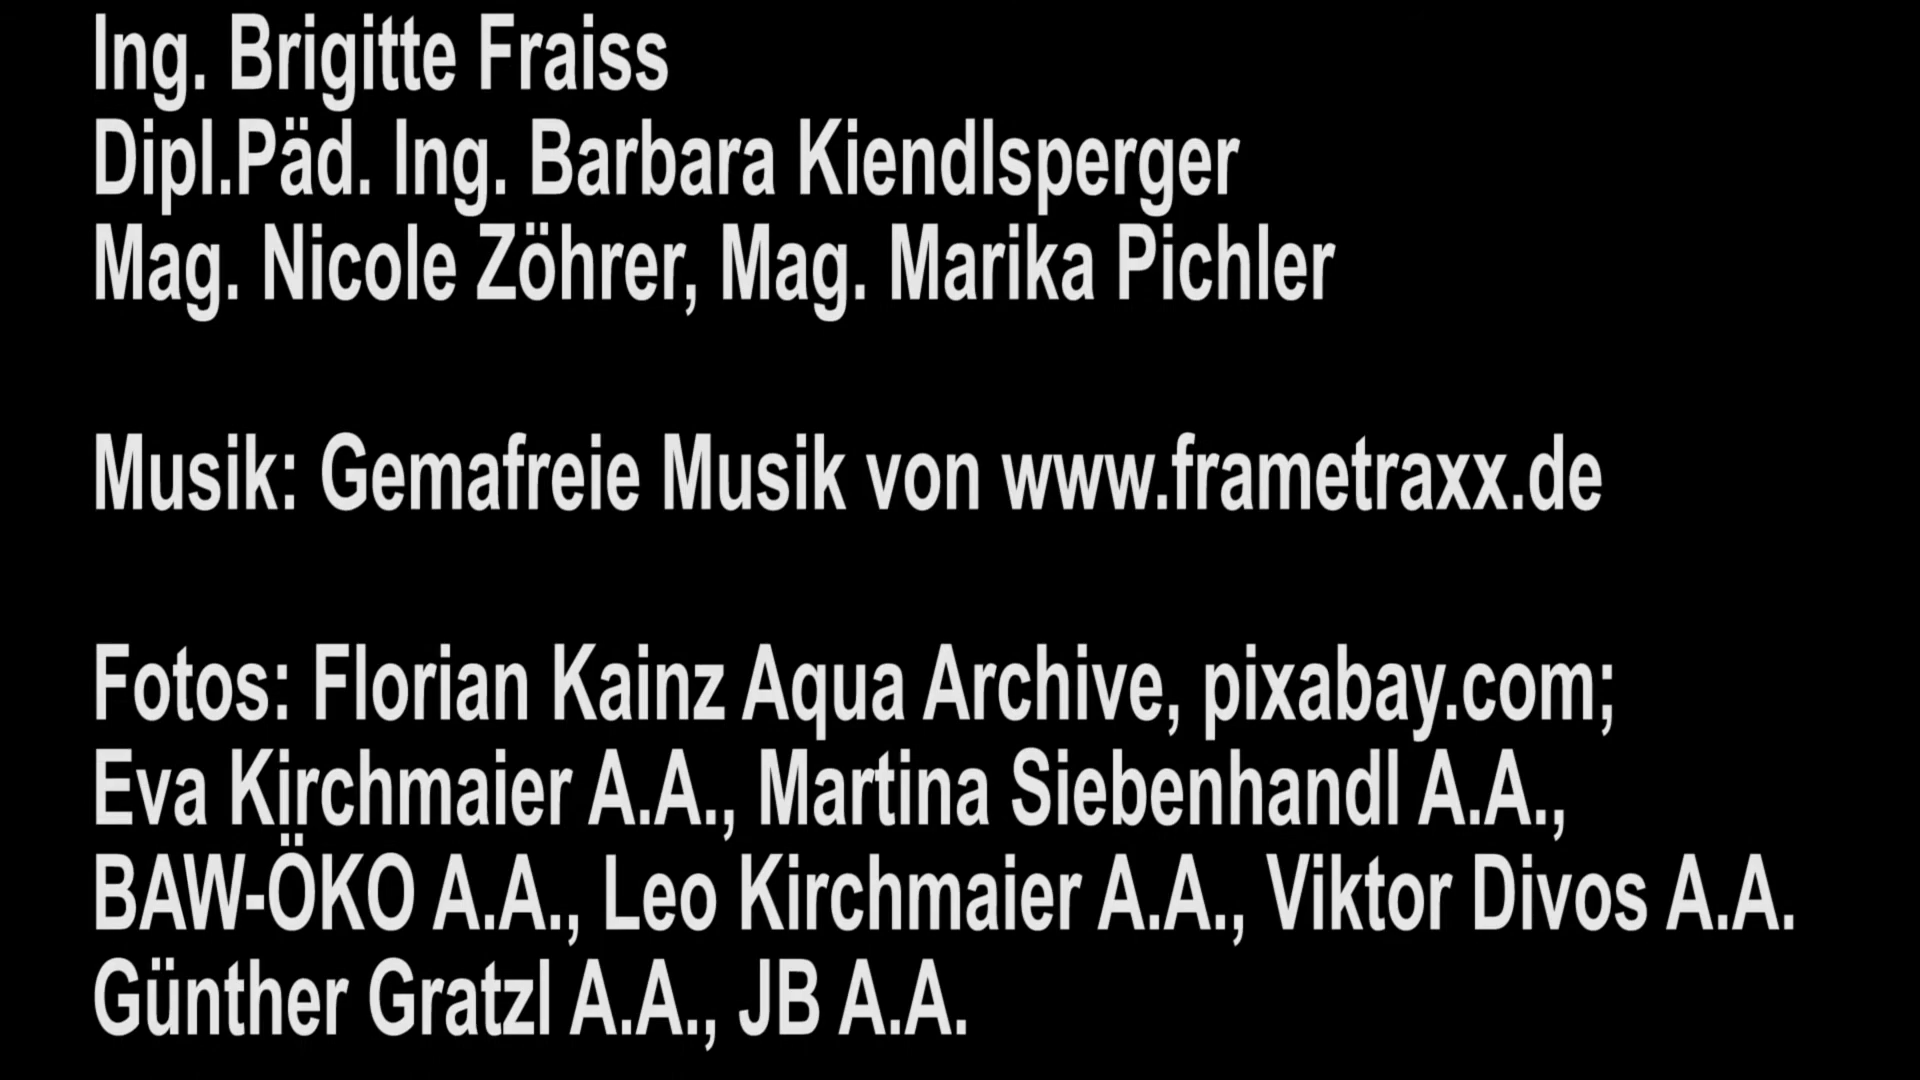 Ing. Brigitte Fraiss
Dipl.Päd. Ing. Barbara Kiendlsperger
Mag. Nicole Zöhrer, Mag. Marika Pichler
Musik: Gemafreie Musik von www.frametraxx.de
Fotos: Florian Kainz Aqua Archive, pixabay.com;
Eva Kirchmaier A.A., Martina Siebenhandl A.A.,
BAW-ÖKO A.A., Leo Kirchmaier A.A., Viktor Divos A.A.
Günther Gratzl A.A., JB A.A.